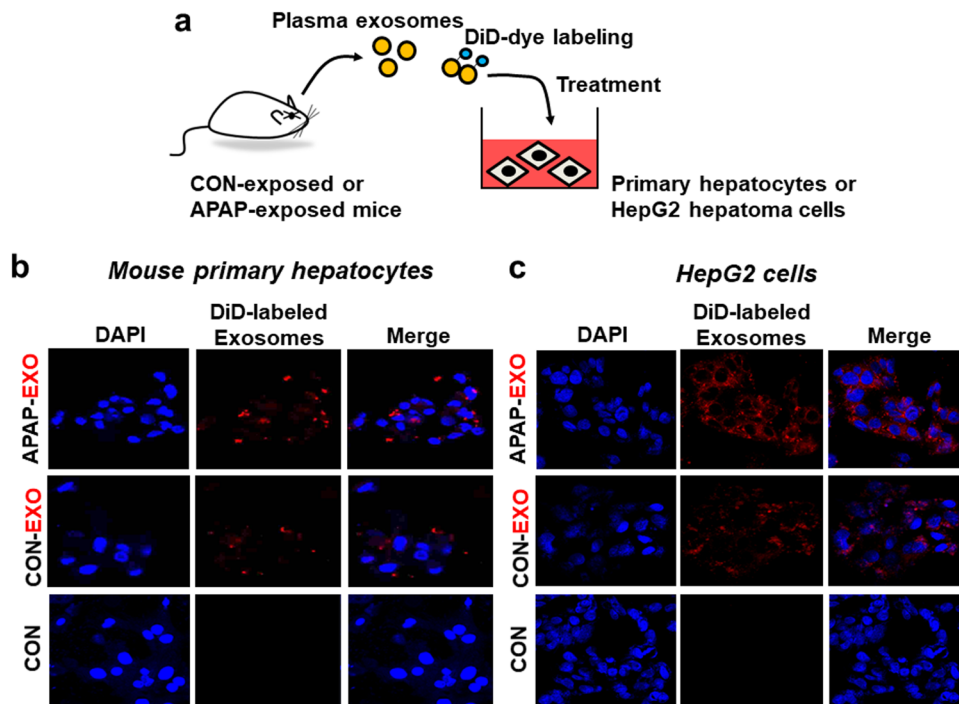 a
Plasma exosomes
DiD-dye labeling
Treatment
CON-exposed or
APAP-exposed mice
Primary hepatocytes or
HepG2 hepatoma cells
b
Mouse primary hepatocytes
DAPI
DiD-labeled
Exosomes
Merge
APAP-EXO
CON-EXO
CON
c
HepG2 cells
DAPI
DiD-labeled
Exosomes
Merge
APAP-EXO
CON-EXO
CON